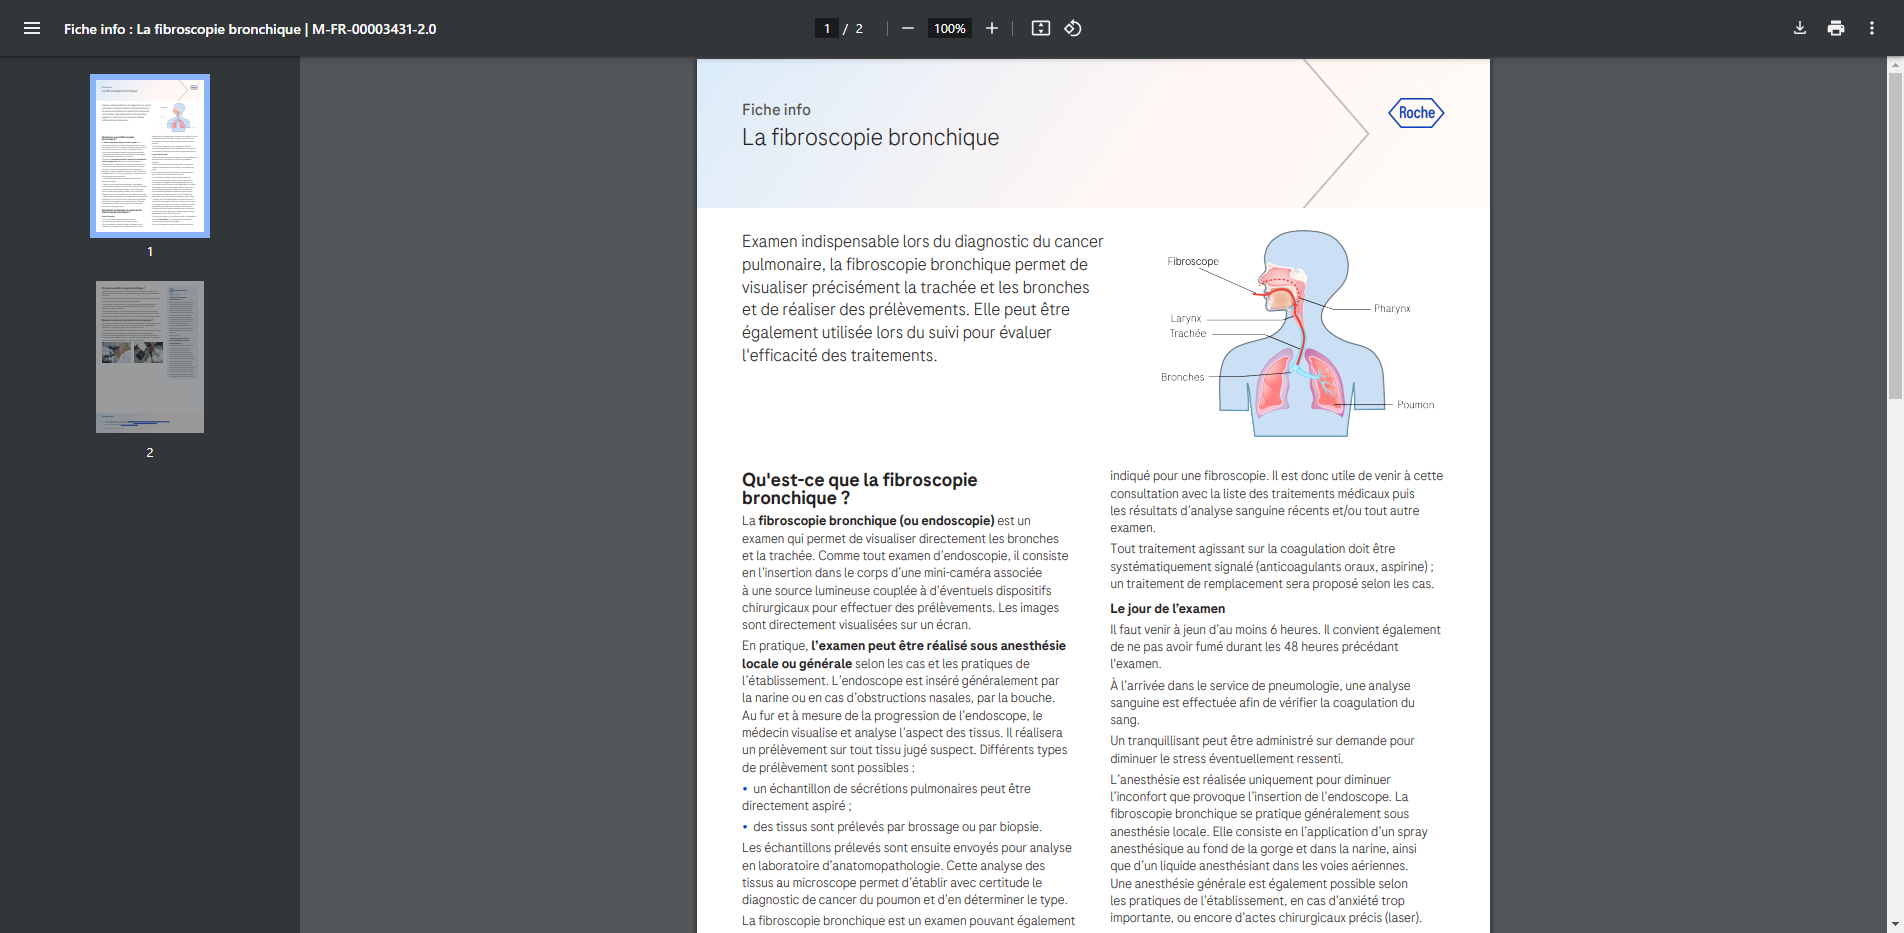 Fiche info : La fibroscopie bronchique | M-FR-00003431-2.0
1 / 2
100%
1
2
Fiche info
La fibroscopie bronchique
Roche
Examen indispensable lors du diagnostic du cancer
pulmonaire, la fibroscopie bronchique permet de
visualiser précisément la trachée et les bronches
et de réaliser des prélèvements. Elle peut être
également utilisée lors du suivi pour évaluer
l'efficacité des traitements.
Fibroscope
Pharynx
Larynx
Trachée
Bronches
Poumon
Qu'est-ce que la fibroscopie
bronchique ?
La fibroscopie bronchique (ou endoscopie) est un
examen qui permet de visualiser directement les bronches
et la trachée. Comme tout examen d’endoscopie, il consiste
en l’insertion dans le corps d’une mini-caméra associée
à une source lumineuse couplée à d’éventuels dispositifs
chirurgicaux pour effectuer des prélèvements. Les images
sont directement visualisées sur un écran.
En pratique, l’examen peut être réalisé sous anesthésie
locale ou générale selon les cas et les pratiques de
l’établissement. L’endoscope est inséré généralement par
la narine ou en cas d’obstructions nasales, par la bouche.
Au fur et à mesure de la progression de l’endoscope, le
médecin visualise et analyse l’aspect des tissus. Il réalisera
un prélèvement sur tout tissu jugé suspect. Différents types
de prélèvement sont possibles :
• un échantillon de sécrétions pulmonaires peut être
directement aspiré ;
• des tissus sont prélevés par brossage ou par biopsie.
Les échantillons prélevés sont ensuite envoyés pour analyse
en laboratoire d’anatomopathologie. Cette analyse des
tissus au microscope permet d’établir avec certitude le
diagnostic de cancer du poumon et d’en déterminer le type.
La fibroscopie bronchique est un examen pouvant également
indiqué pour une fibroscopie. Il est donc utile de venir à cette
consultation avec la liste des traitements médicaux puis
les résultats d’analyse sanguine récents et/ou tout autre
examen.
Tout traitement agissant sur la coagulation doit être
systématiquement signalé (anticoagulants oraux, aspirine) ;
un traitement de remplacement sera proposé selon les cas.
Le jour de l’examen
Il faut venir à jeun d’au moins 6 heures. Il convient également
de ne pas avoir fumé durant les 48 heures précédant
l’examen.
À l’arrivée dans le service de pneumologie, une analyse
sanguine est effectuée afin de vérifier la coagulation du
sang.
Un tranquillisant peut être administré sur demande pour
diminuer le stress éventuellement ressenti.
L’anesthésie est réalisée uniquement pour diminuer
l’inconfort que provoque l’insertion de l’endoscope. La
fibroscopie bronchique se pratique généralement sous
anesthésie locale. Elle consiste en l’application d’un spray
anesthésique au fond de la gorge et dans la narine, ainsi
que d’un liquide anesthésiant dans les voies aériennes.
Une anesthésie générale est également possible selon
les pratiques de l’établissement, en cas d’anxiété trop
importante, ou encore d’actes chirurgicaux précis (laser).